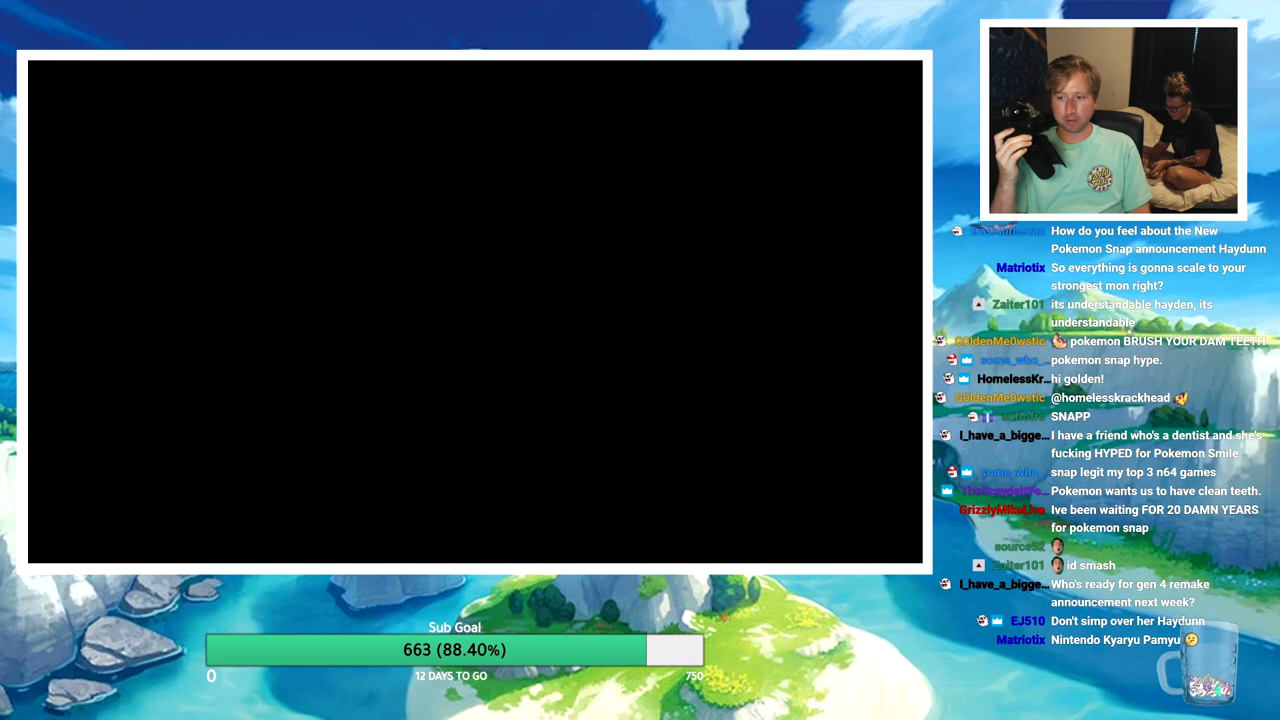 How do you feel about the New
Pokemon Snap announcement Haydunn
Matriotix So everything is gonna scale to your
strongest mon right?
Zaiter101 its understandable hayden, its
understandable
G0ldenMe0wstic pokemon BRUSH YOUR DAM TEETH
some_who_... pokemon snap hype.
HomelessKr... hi golden!
G0ldenMe0wstic @homelesskrackhead
SNAPP
I_have_a_bigge... I have a friend who's a dentist and she's
fucking HYPED for Pokemon Smile
some_who_... snap legit my top 3 n64 games
Pokemon wants us to have clean teeth.
GrizzlyMikeLive Ive been waiting FOR 20 DAMN YEARS
for pokemon snap
source52
Zaiter101 id smash
I_have_a_bigge... Who's ready for gen 4 remake
announcement next week?
EJ510 Don't simp over her Haydunn
Matriotix Nintendo Kyaryu Pamyu
Sub Goal
663 (88.40%)
0 12 DAYS TO GO 750